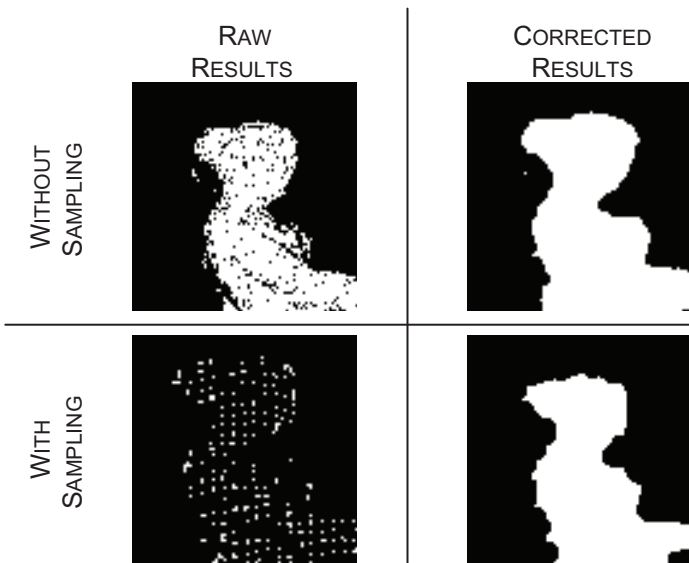 RAW
RESULTS
CORRECTED
RESULTS
WITHOUT
SAMPLING
WITH
SAMPLING